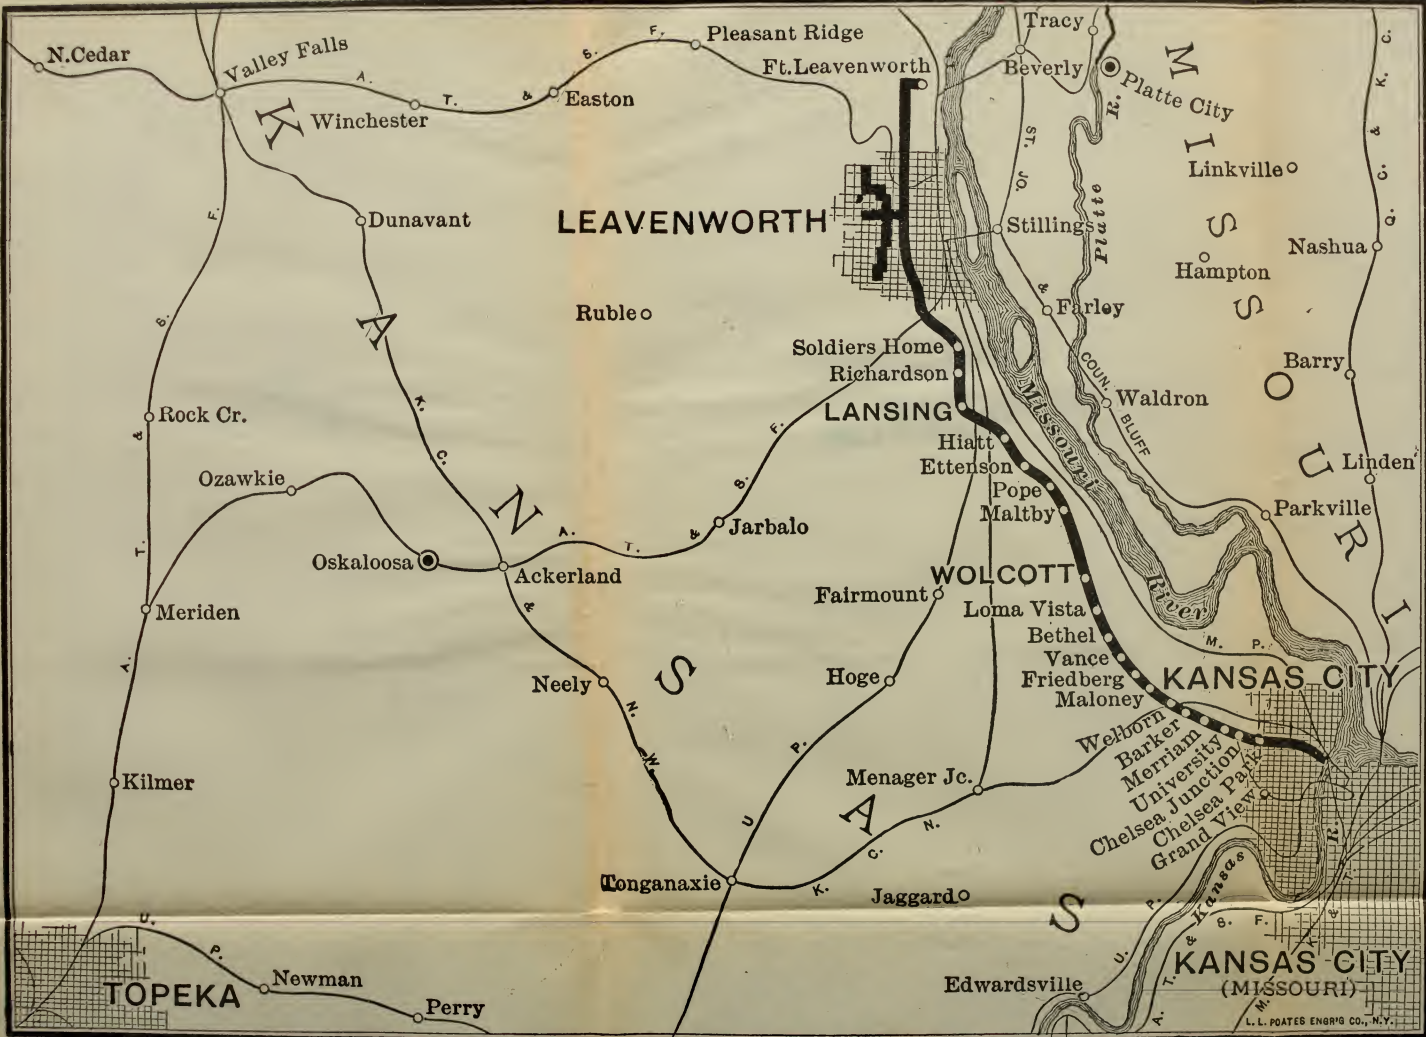 N. Cedar
Valley Falls
A. T. & S. F.
Pleasant Ridge
Ft. Leavenworth
Tracy
Beverly
Platte City
C. K. C. & Q. C.
Winchester
Easton
K
M
I
S
S
O
U
R
I
Linkville
LEAVENWORTH
Dunavant
Stillings
Platte R.
Hampton
Nashua
ST. JO. & COUN. BLUFF
Ruble
Farley
A
Soldiers Home
Richardson
LANSING
Missouri River
Barry
Waldron
Rock Cr.
A. T. & S. F.
K. C. & N. W.
Hiatt
Ettenson
Pope
Maltby
Linden
Parkville
Ozawkie
N
Jarbalo
A. T. & S. F.
Oskaloosa
Ackerland
Fairmount
WOLCOTT
Loma Vista
Meriden
Bethel
Vance
Friedberg
Maloney
M. P.
KANSAS CITY
S
Neely
Hoge
U. P.
Welborn
Barker
Merriam
University
Chelsea Junction
Chelsea Park
Grand View
Kilmer
Menager Jc.
A
K. C. N.
Tonganaxie
Jaggard
S
Kansas R.
U. P.
A. T. & S. F.
M. K. & T.
U. P.
TOPEKA
Newman
Perry
Edwardsville
KANSAS CITY
(MISSOURI)
L. L. POATES ENGR'G CO., N.Y.